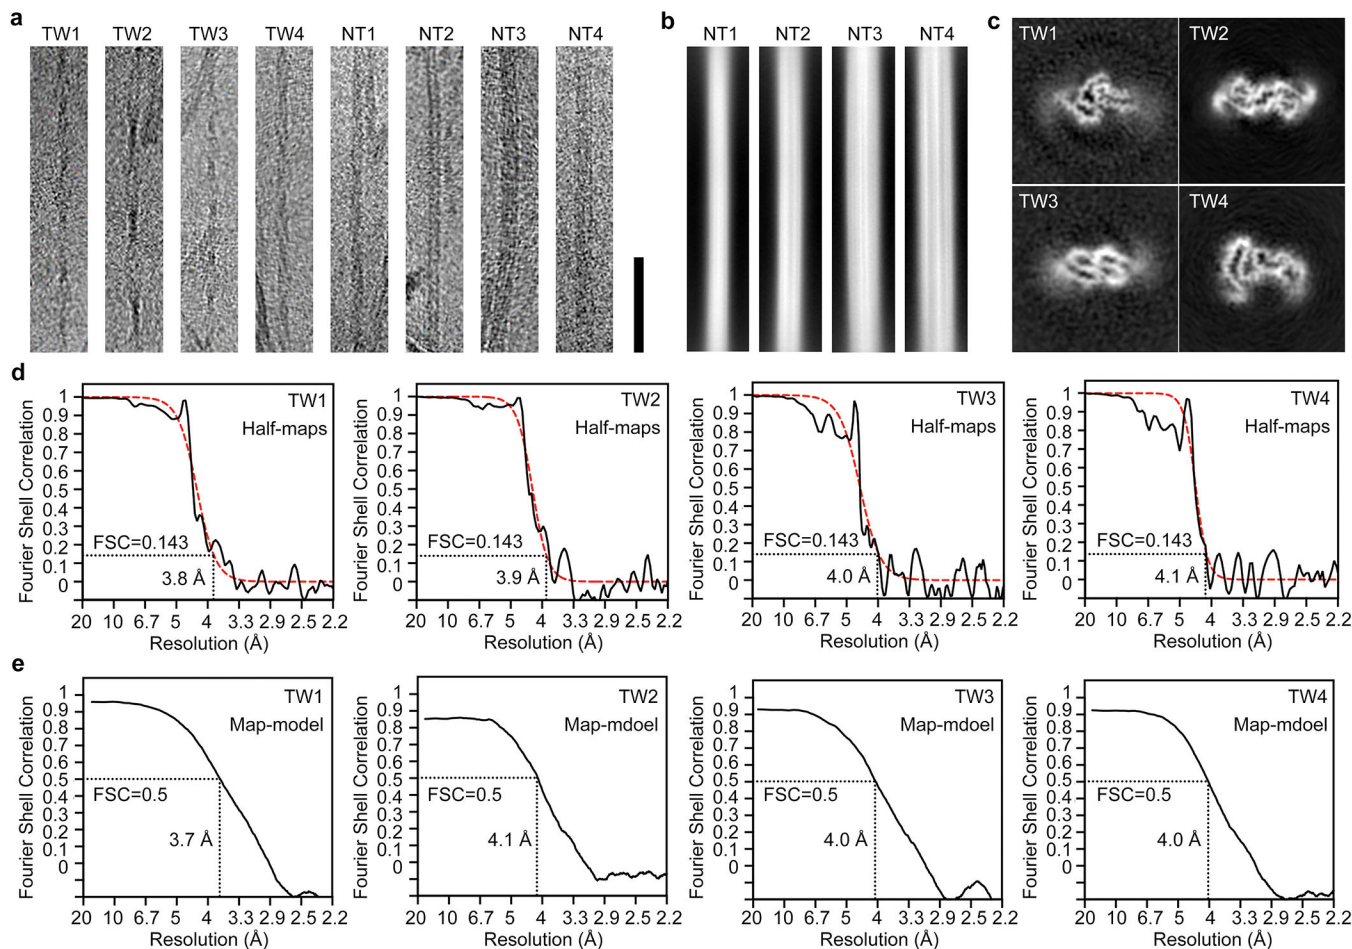 a
TW1 TW2 TW3 TW4 NT1 NT2 NT3 NT4
b
NT1 NT2 NT3 NT4
c
TW1 TW2
TW3 TW4
d
Fourier Shell Correlation
1
0.9
0.8
0.7
0.6
0.5
0.4
0.3
0.2
0.1
0
TW1
Half-maps
FSC=0.143
3.8 Å
20 10 6.7 5 4 3.3 2.9 2.5 2.2
Resolution (Å)
Fourier Shell Correlation
1
0.9
0.8
0.7
0.6
0.5
0.4
0.3
0.2
0.1
0
TW2
Half-maps
FSC=0.143
3.9 Å
20 10 6.7 5 4 3.3 2.9 2.5 2.2
Resolution (Å)
Fourier Shell Correlation
1
0.9
0.8
0.7
0.6
0.5
0.4
0.3
0.2
0.1
0
TW3
Half-maps
FSC=0.143
4.0 Å
20 10 6.7 5 4 3.3 2.9 2.5 2.2
Resolution (Å)
Fourier Shell Correlation
1
0.9
0.8
0.7
0.6
0.5
0.4
0.3
0.2
0.1
0
TW4
Half-maps
FSC=0.143
4.1 Å
20 10 6.7 5 4 3.3 2.9 2.5 2.2
Resolution (Å)
e
Fourier Shell Correlation
1
0.9
0.8
0.7
0.6
0.5
0.4
0.3
0.2
0.1
0
TW1
Map-model
FSC=0.5
3.7 Å
20 10 6.7 5 4 3.3 2.9 2.5 2.2
Resolution (Å)
Fourier Shell Correlation
1
0.9
0.8
0.7
0.6
0.5
0.4
0.3
0.2
0.1
0
TW2
Map-mdoel
FSC=0.5
4.1 Å
20 10 6.7 5 4 3.3 2.9 2.5 2.2
Resolution (Å)
Fourier Shell Correlation
1
0.9
0.8
0.7
0.6
0.5
0.4
0.3
0.2
0.1
0
TW3
Map-mdoel
FSC=0.5
4.0 Å
20 10 6.7 5 4 3.3 2.9 2.5 2.2
Resolution (Å)
Fourier Shell Correlation
1
0.9
0.8
0.7
0.6
0.5
0.4
0.3
0.2
0.1
0
TW4
Map-mdoel
FSC=0.5
4.0 Å
20 10 6.7 5 4 3.3 2.9 2.5 2.2
Resolution (Å)